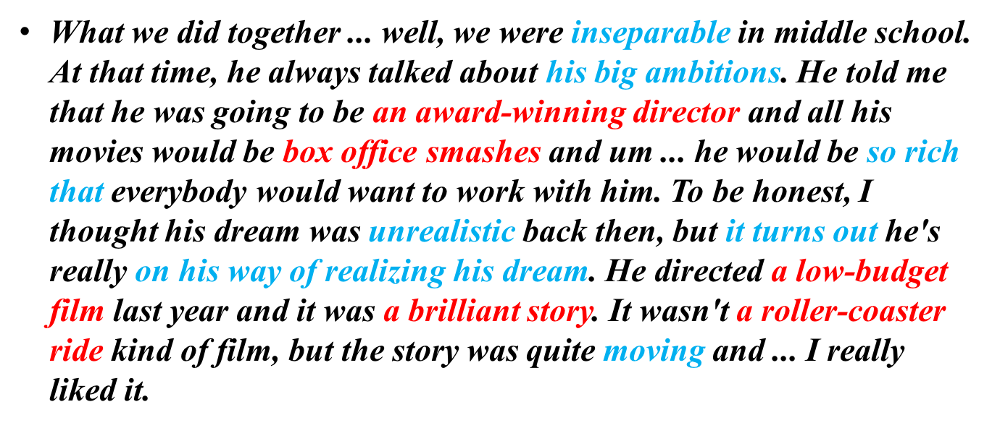 • What we did together ... well, we were inseparable in middle school.
At that time, he always talked about his big ambitions. He told me
that he was going to be an award-winning director and all his
movies would be box office smashes and um ... he would be so rich
that everybody would want to work with him. To be honest, I
thought his dream was unrealistic back then, but it turns out he's
really on his way of realizing his dream. He directed a low-budget
film last year and it was a brilliant story. It wasn't a roller-coaster
ride kind of film, but the story was quite moving and ... I really
liked it.